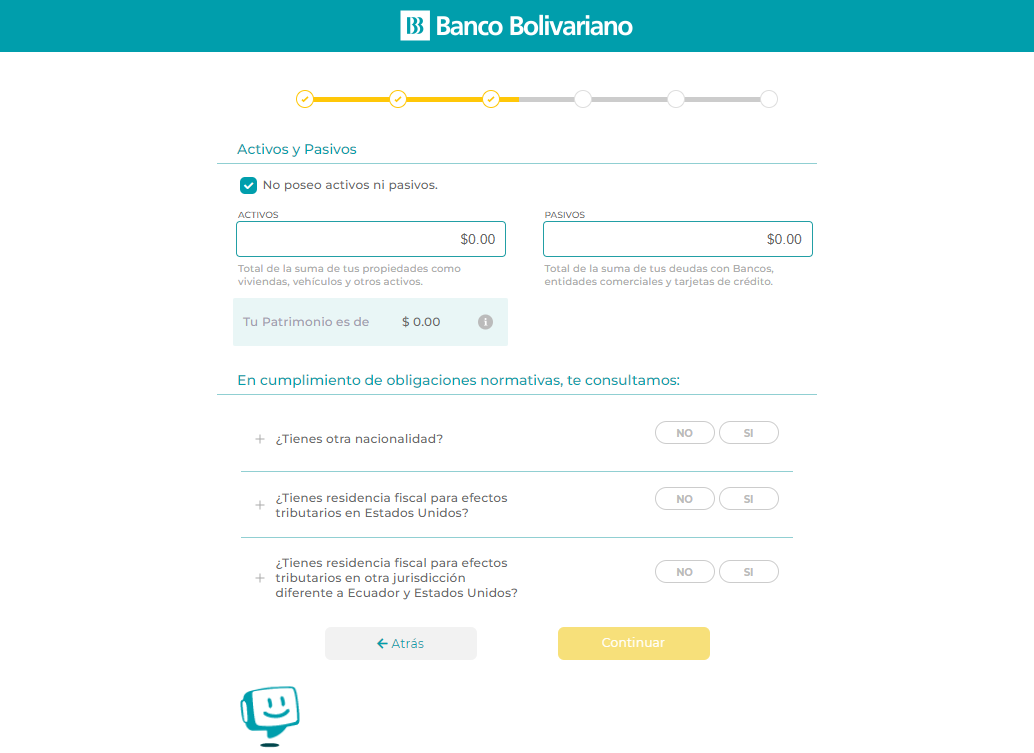 Banco Bolivariano
Activos y Pasivos
No poseo activos ni pasivos.
ACTIVOS
$0.00
Total de la suma de tus propiedades como
viviendas, vehículos y otros activos.
PASIVOS
$0.00
Total de la suma de tus deudas con Bancos,
entidades comerciales y tarjetas de crédito.
Tu Patrimonio es de $ 0.00
En cumplimiento de obligaciones normativas, te consultamos:
+ ¿Tienes otra nacionalidad? NO SI
+ ¿Tienes residencia fiscal para efectos
tributarios en Estados Unidos? NO SI
+ ¿Tienes residencia fiscal para efectos
tributarios en otra jurisdicción
diferente a Ecuador y Estados Unidos? NO SI
← Atrás
Continuar